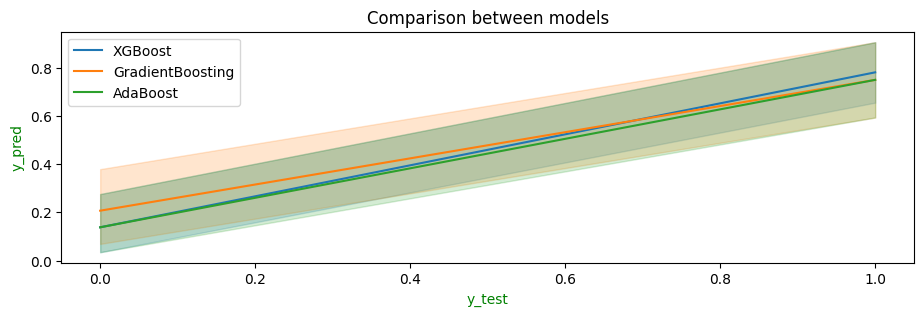 Comparison between models
XGBoost
GradientBoosting
AdaBoost
y_pred
0.8
0.6
0.4
0.2
0.0
0.0 0.2 0.4 0.6 0.8 1.0
y_test